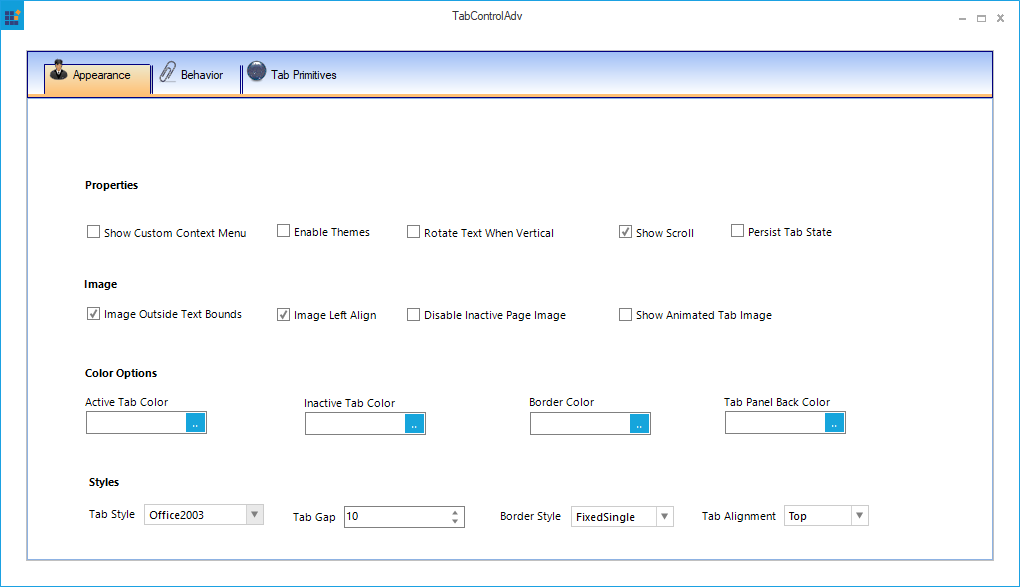 TabControlAdv
Appearance Behavior Tab Primitives
Properties
Show Custom Context Menu Enable Themes Rotate Text When Vertical Show Scroll Persist Tab State
Image
Image Outside Text Bounds Image Left Align Disable Inactive Page Image Show Animated Tab Image
Color Options
Active Tab Color Inactive Tab Color Border Color Tab Panel Back Color
.. .. .. ..
Styles
Tab Style Office2003 Tab Gap 10 Border Style FixedSingle Tab Alignment Top